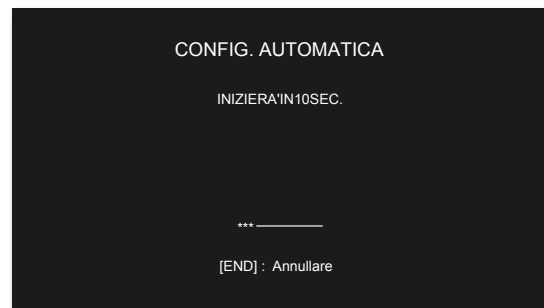 CONFIG. AUTOMATICA
INIZIERA'IN10SEC.
***
[END] : Annullare